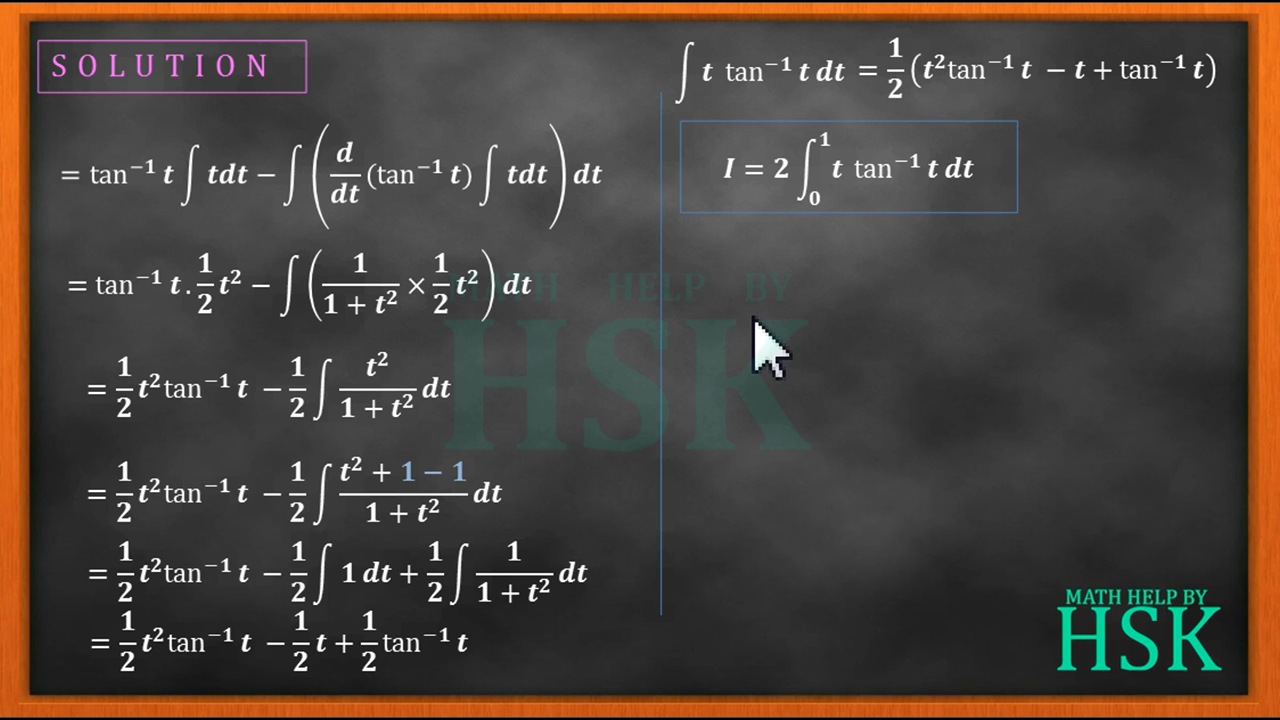 SOLUTION
= tan⁻¹ t ∫ tdt − ∫ (d/dt (tan⁻¹ t) ∫ tdt) dt
= tan⁻¹ t . 1/2 t² − ∫ (1/(1 + t²) × 1/2 t²) dt
= 1/2 t² tan⁻¹ t − 1/2 ∫ t²/(1 + t²) dt
= 1/2 t² tan⁻¹ t − 1/2 ∫ (t² + 1 − 1)/(1 + t²) dt
= 1/2 t² tan⁻¹ t − 1/2 ∫ 1 dt + 1/2 ∫ 1/(1 + t²) dt
= 1/2 t² tan⁻¹ t − 1/2 t + 1/2 tan⁻¹ t
∫ t tan⁻¹ t dt = 1/2 (t² tan⁻¹ t − t + tan⁻¹ t)
I = 2 ∫₀¹ t tan⁻¹ t dt
MATH HELP BY
HSK
MATH HELP BY
HSK